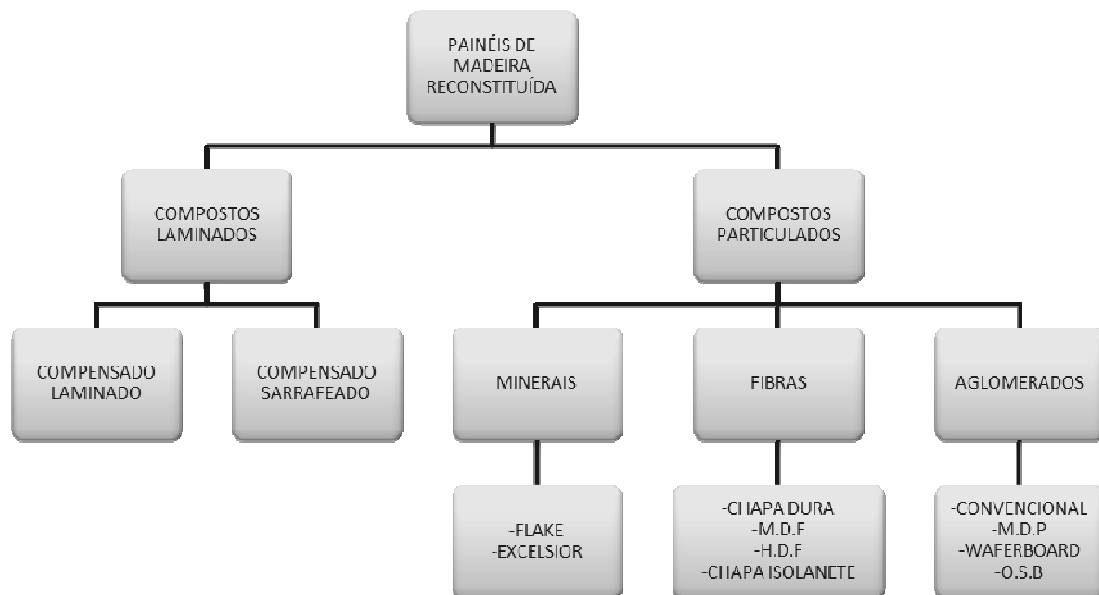 PAINÉIS DE
MADEIRA
RECONSTITUÍDA
COMPOSTOS
LAMINADOS
COMPOSTOS
PARTICULADOS
COMPENSADO
LAMINADO
COMPENSADO
SARRAFEADO
MINERAIS
FIBRAS
AGLOMERADOS
-FLAKE
-EXCELSIOR
-CHAPA DURA
-M.D.F
-H.D.F
-CHAPA ISOLANETE
-CONVENCIONAL
-M.D.P
-WAFERBOARD
-O.S.B